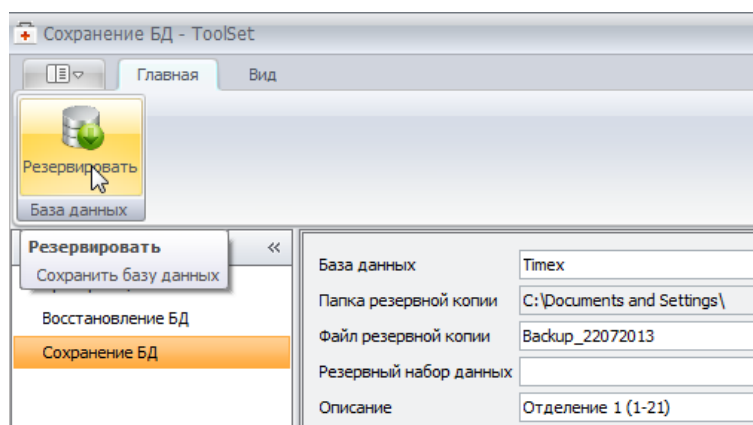 Сохранение БД - ToolSet
Главная Вид
Резервировать
База данных
Резервировать
Сохранить базу данных
Восстановление БД
Сохранение БД
База данных Timex
Папка резервной копии C:\Documents and Settings\
Файл резервной копии Backup_22072013
Резервный набор данных
Описание Отделение 1 (1-21)